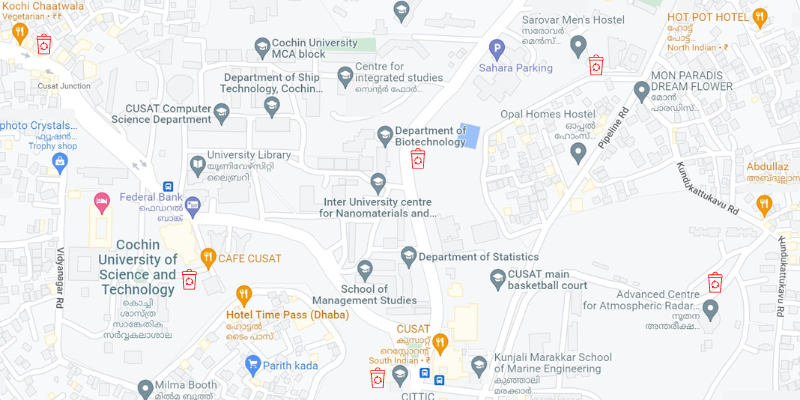 Kochi Chaatwala
Vegetarian • ₹₹
Cusat Junction
Cochin University
MCA block
Centre for
integrated studies
സെന്റർ ഫോർ...
Department of Ship
Technology, Cochin...
CUSAT Computer
Science Department
Sarovar Men's Hostel
സരോവർ
മെൻസ്...
HOT POT HOTEL
ഹോട്ട്
പോട്ട്...
North Indian • ₹
Sahara Parking
MON PARADIS
DREAM FLOWER
മോൻ
പാരഡിസ്...
Opal Homes Hostel
ഓപ്പൽ
ഹോംസ്...
Pipeline Rd
photo Crystals...
ഫ്യൂഷൻ...
Trophy shop
University Library
യൂണിവേഴ്സിറ്റി
ലൈബ്രറി
Department of
Biotechnology
Federal Bank
ഫെഡറൽ
ബാങ്ക്
Inter University centre
for Nanomaterials and...
Kundukattukavu Rd
Abdullaz
അബ്ദുല്ലാസ്
Vidyanagar Rd
Cochin
University of
Science and
Technology
കൊച്ചി
ശാസ്ത്ര
സാങ്കേതിക
സർവ്വകലാശാല
CAFE CUSAT
Department of Statistics
School of
Management Studies
CUSAT main
basketball court
Kundukattukavu Rd
Advanced Centre
for Atmospheric Radar...
നൂതന
അന്തരീക്ഷ...
Hotel Time Pass (Dhaba)
ഹോട്ടൽ
ടൈം പാസ്
CUSAT
കുസാറ്റ്
റെസ്റ്റോറന്റ്
South Indian • ₹
Parith kada
Kunjali Marakkar School
of Marine Engineering
കുഞ്ഞാലി
മരക്കാർ...
Milma Booth
മിൽമ ബൂത്ത്
CITTIC